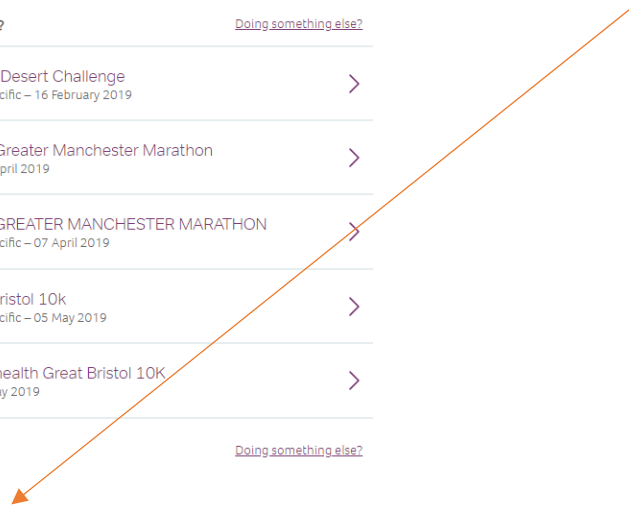 ? Doing something else?
Desert Challenge
cific – 16 February 2019
Greater Manchester Marathon
pril 2019
GREATER MANCHESTER MARATHON
cific – 07 April 2019
ristol 10k
cific – 05 May 2019
health Great Bristol 10K
ay 2019
Doing something else?